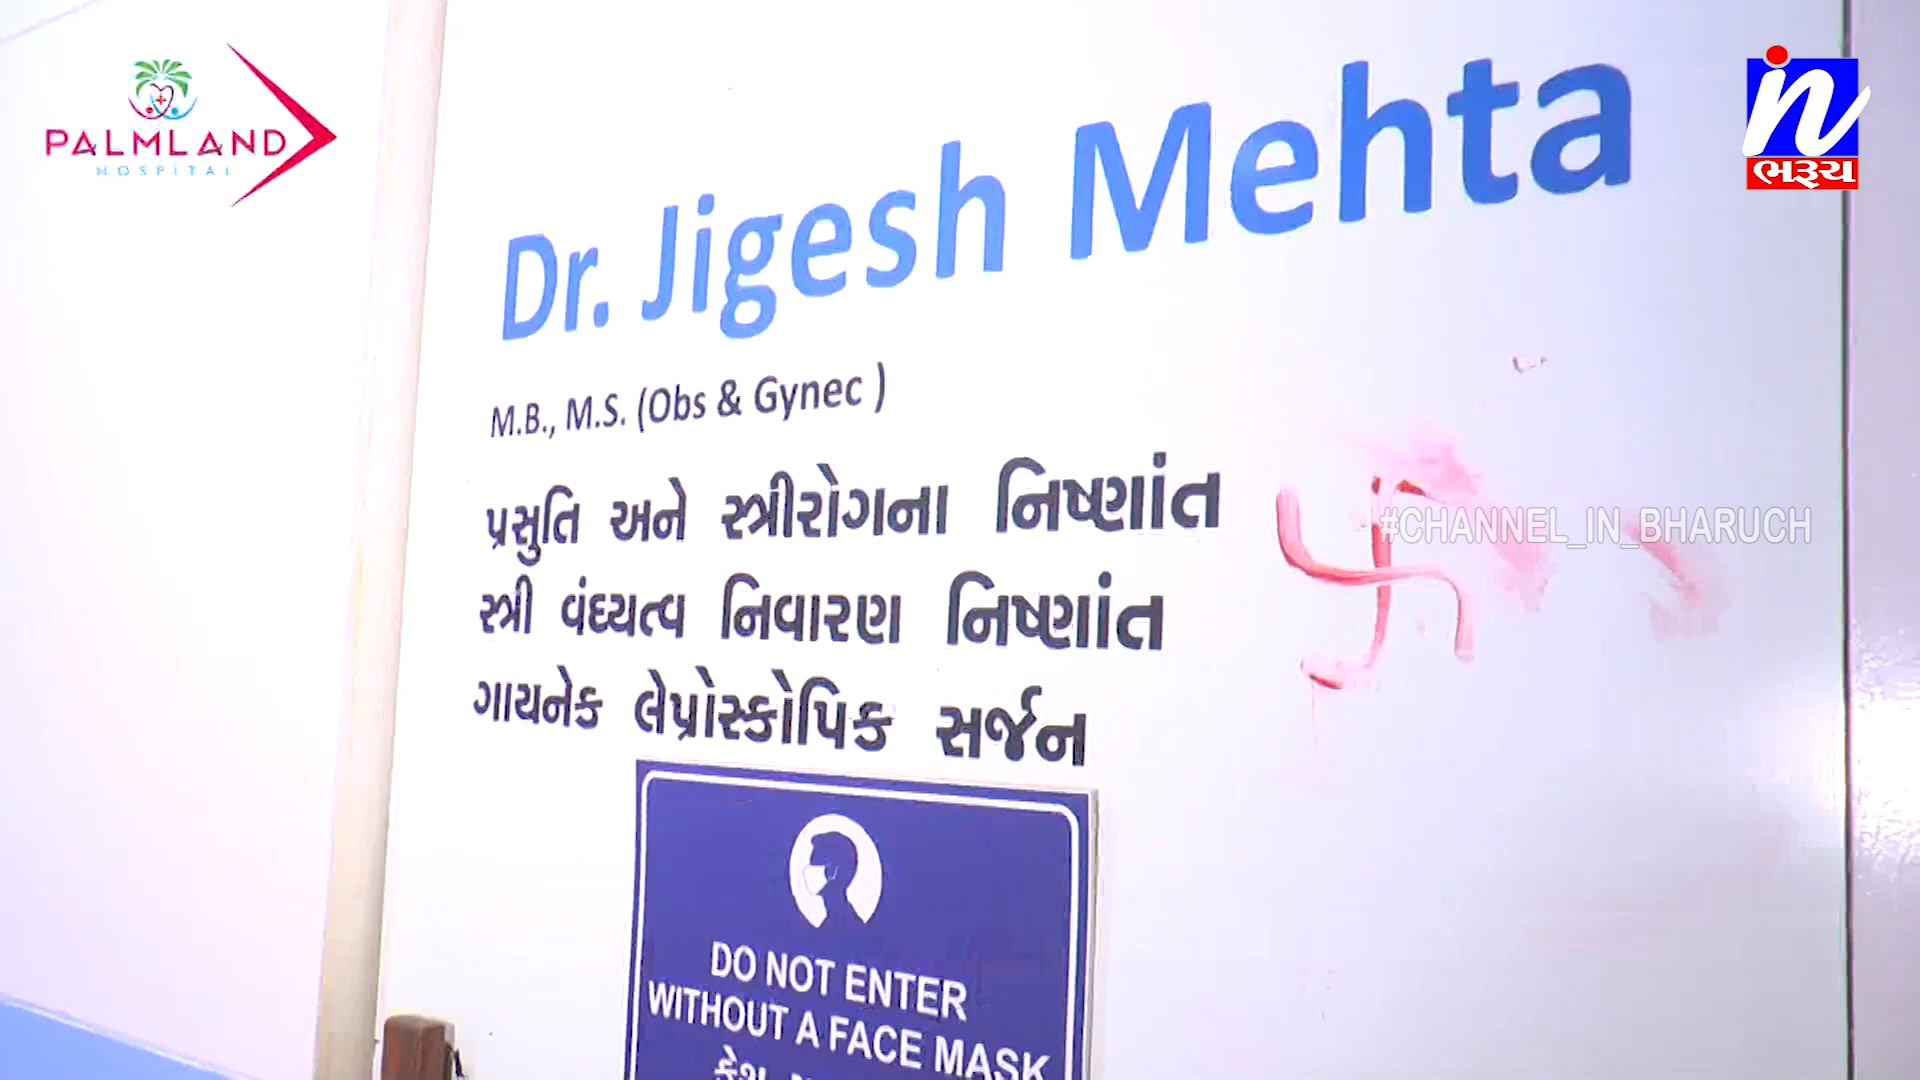 PALMLAND
HOSPITAL
in
ભરૂચ
Dr. Jigesh Mehta
M.B., M.S. (Obs & Gynec )
પ્રસુતિ અને સ્ત્રીરોગના નિષ્ણાંત
#CHANNEL_IN_BHARUCH
સ્ત્રી વંધ્યત્વ નિવારણ નિષ્ણાંત
ગાયનેક લેપ્રોસ્કોપિક સર્જન
DO NOT ENTER
WITHOUT A FACE MASK